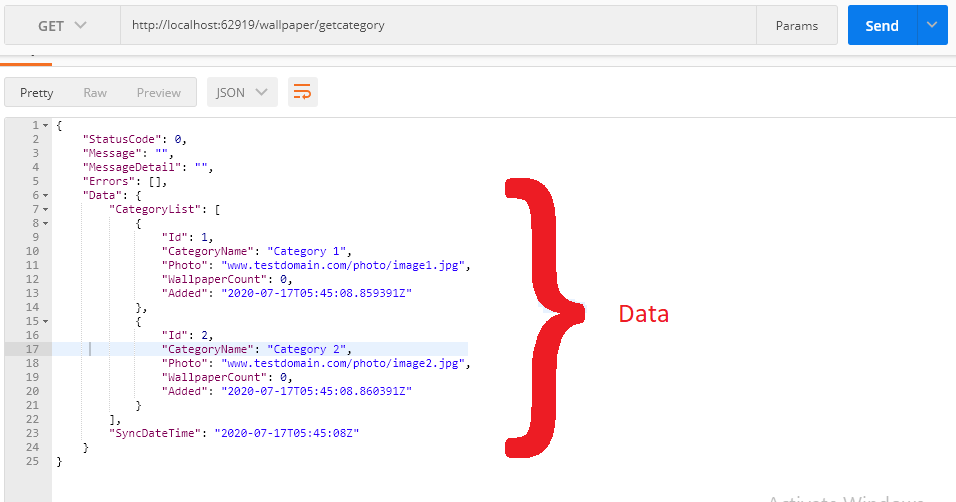 GET http://localhost:62919/wallpaper/getcategory Params Send
Pretty Raw Preview JSON
1 {
2 "StatusCode": 0,
3 "Message": "",
4 "MessageDetail": "",
5 "Errors": [],
6 "Data": {
7 "CategoryList": [
8 {
9 "Id": 1,
10 "CategoryName": "Category 1",
11 "Photo": "www.testdomain.com/photo/image1.jpg",
12 "WallpaperCount": 0,
13 "Added": "2020-07-17T05:45:08.859391Z"
14 },
15 {
16 "Id": 2,
17 "CategoryName": "Category 2",
18 "Photo": "www.testdomain.com/photo/image2.jpg",
19 "WallpaperCount": 0,
20 "Added": "2020-07-17T05:45:08.860391Z"
21 }
22 ],
23 "SyncDateTime": "2020-07-17T05:45:08Z"
24 }
25 }
Data
Activate Windows